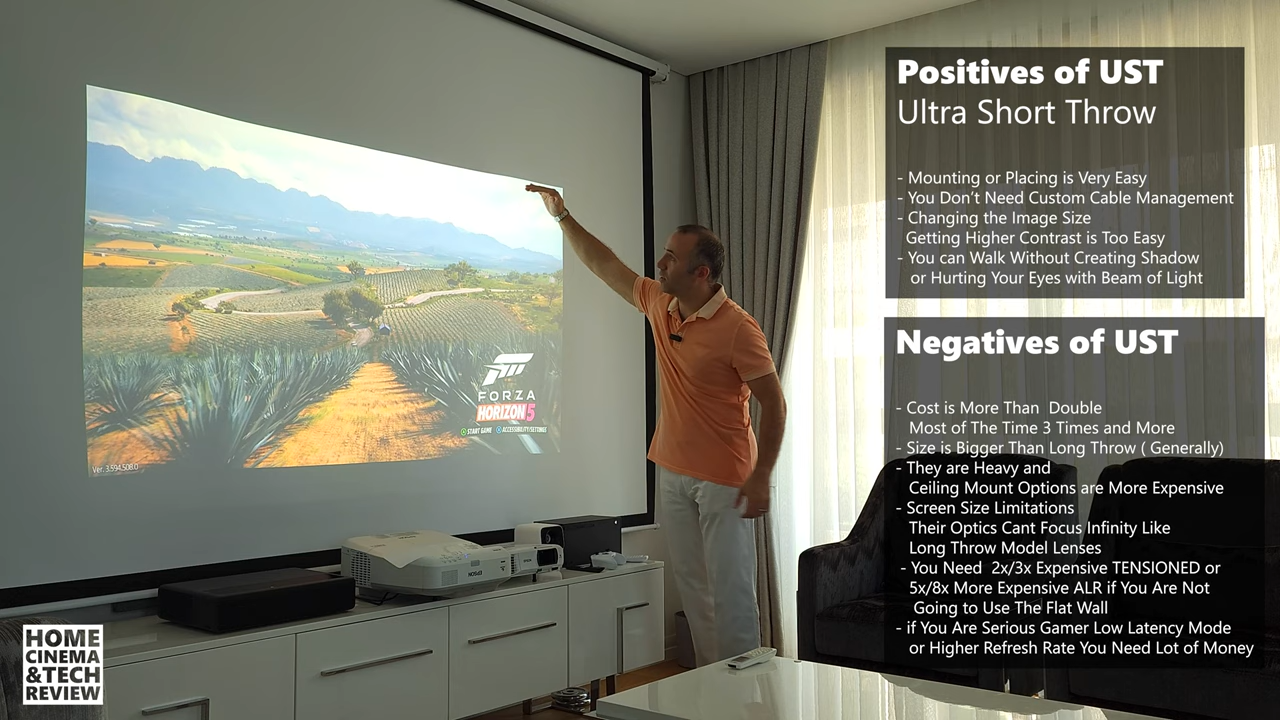 Positives of UST
Ultra Short Throw
- Mounting or Placing is Very Easy
- You Don't Need Custom Cable Management
- Changing the Image Size
Getting Higher Contrast is Too Easy
- You can Walk Without Creating Shadow
or Hurting Your Eyes with Beam of Light
Negatives of UST
- Cost is More Than Double
Most of The Time 3 Times and More
- Size is Bigger Than Long Throw ( Generally)
- They are Heavy and
Ceiling Mount Options are More Expensive
- Screen Size Limitations
Their Optics Cant Focus Infinity Like
Long Throw Model Lenses
- You Need 2x/3x Expensive TENSIONED or
5x/8x More Expensive ALR if You Are Not
Going to Use The Flat Wall
- if You Are Serious Gamer Low Latency Mode
or Higher Refresh Rate You Need Lot of Money
FORZA
HORIZON 5
START GAME ACCESSIBILITY SETTINGS
Ver. 3.594.508.0
EPSON
HOME
CINEMA
&TECH
REVIEW